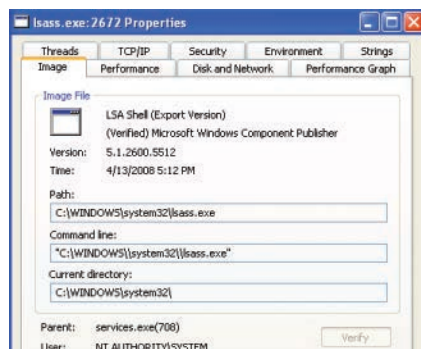 lsass.exe:2672 Properties
Threads TCP/IP Security Environment Strings
Image Performance Disk and Network Performance Graph
Image File
LSA Shell (Export Version)
(Verified) Microsoft Windows Component Publisher
Version: 5.1.2600.5512
Time: 4/13/2008 5:12 PM
Path:
C:\WINDOWS\system32\lsass.exe
Command line:
"C:\WINDOWS\\system32\\lsass.exe"
Current directory:
C:\WINDOWS\system32\
Parent: services.exe(708)
Verify
User: NT AUTHORITY\SYSTEM